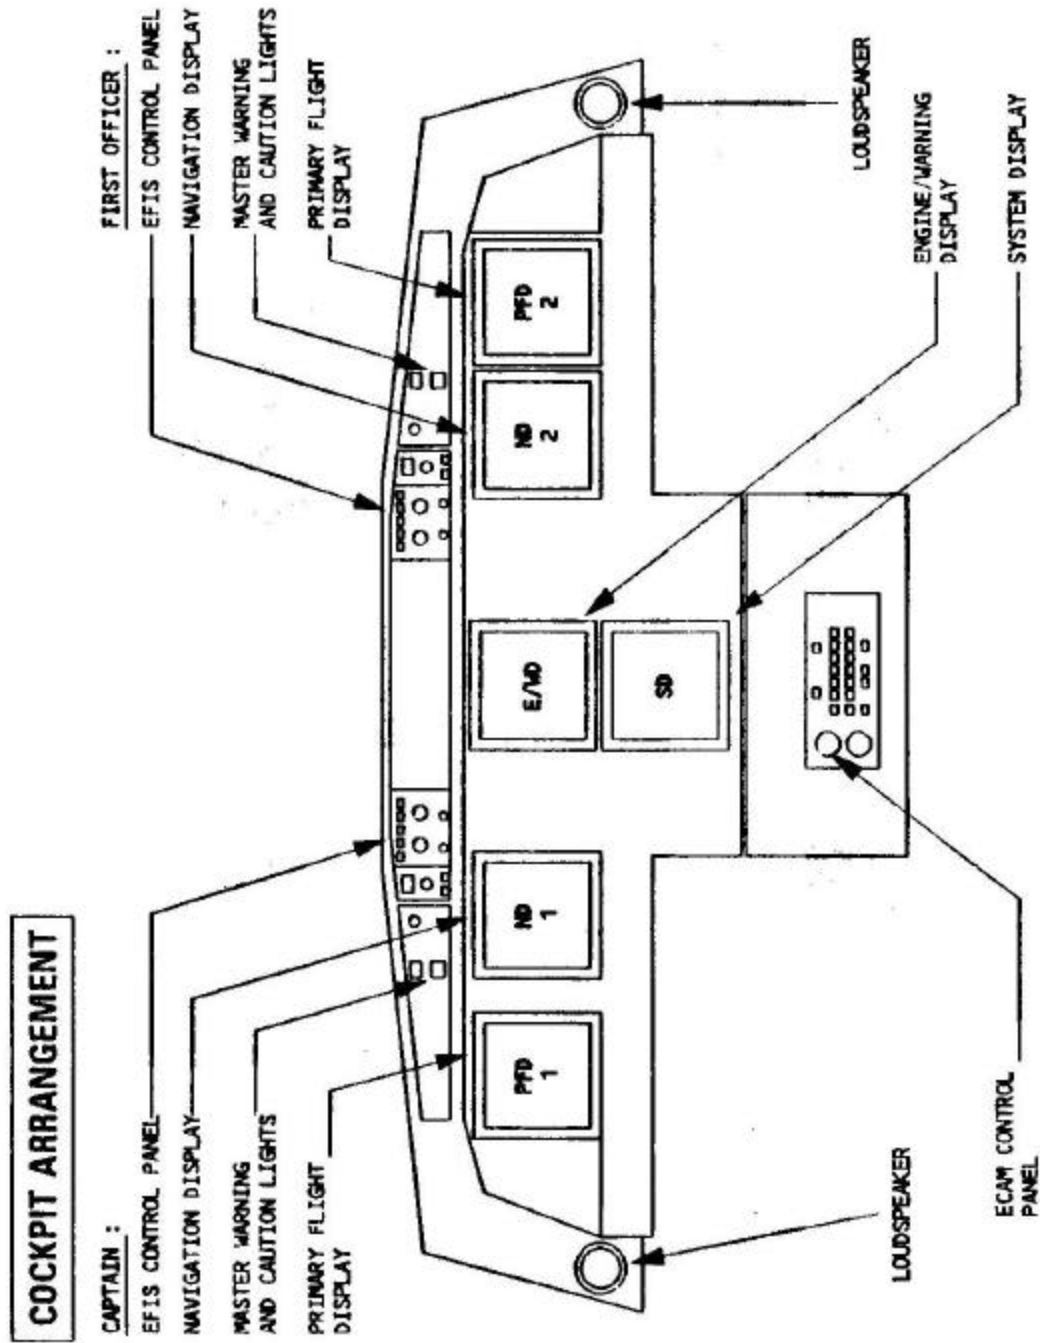 COCKPIT ARRANGEMENT
CAPTAIN :
EFIS CONTROL PANEL
NAVIGATION DISPLAY
MASTER WARNING
AND CAUTION LIGHTS
PRIMARY FLIGHT
DISPLAY
FIRST OFFICER :
EFIS CONTROL PANEL
NAVIGATION DISPLAY
MASTER WARNING
AND CAUTION LIGHTS
PRIMARY FLIGHT
DISPLAY
PFD
1
ND
1
E/WD
SD
ND
2
PFD
2
LOUDSPEAKER
LOUDSPEAKER
ENGINE/WARNING
DISPLAY
SYSTEM DISPLAY
ECAM CONTROL
PANEL